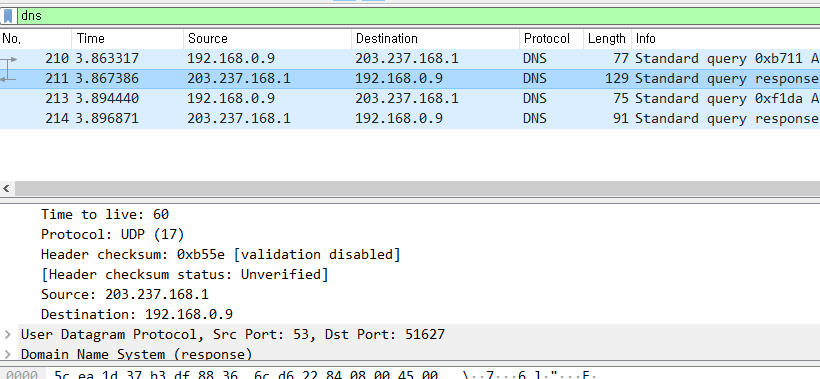 dns
No. Time Source Destination Protocol Length Info
210 3.863317 192.168.0.9 203.237.168.1 DNS 77 Standard query 0xb711 A
211 3.867386 203.237.168.1 192.168.0.9 DNS 129 Standard query response
213 3.894440 192.168.0.9 203.237.168.1 DNS 75 Standard query 0xf1da A
214 3.896871 203.237.168.1 192.168.0.9 DNS 91 Standard query response
Time to live: 60
Protocol: UDP (17)
Header checksum: 0xb55e [validation disabled]
[Header checksum status: Unverified]
Source: 203.237.168.1
Destination: 192.168.0.9
User Datagram Protocol, Src Port: 53, Dst Port: 51627
Domain Name System (response)
0000 5c ea 1d 37 b3 df 88 36 6c d6 22 84 08 00 45 00 \··7···6 l·"···E·